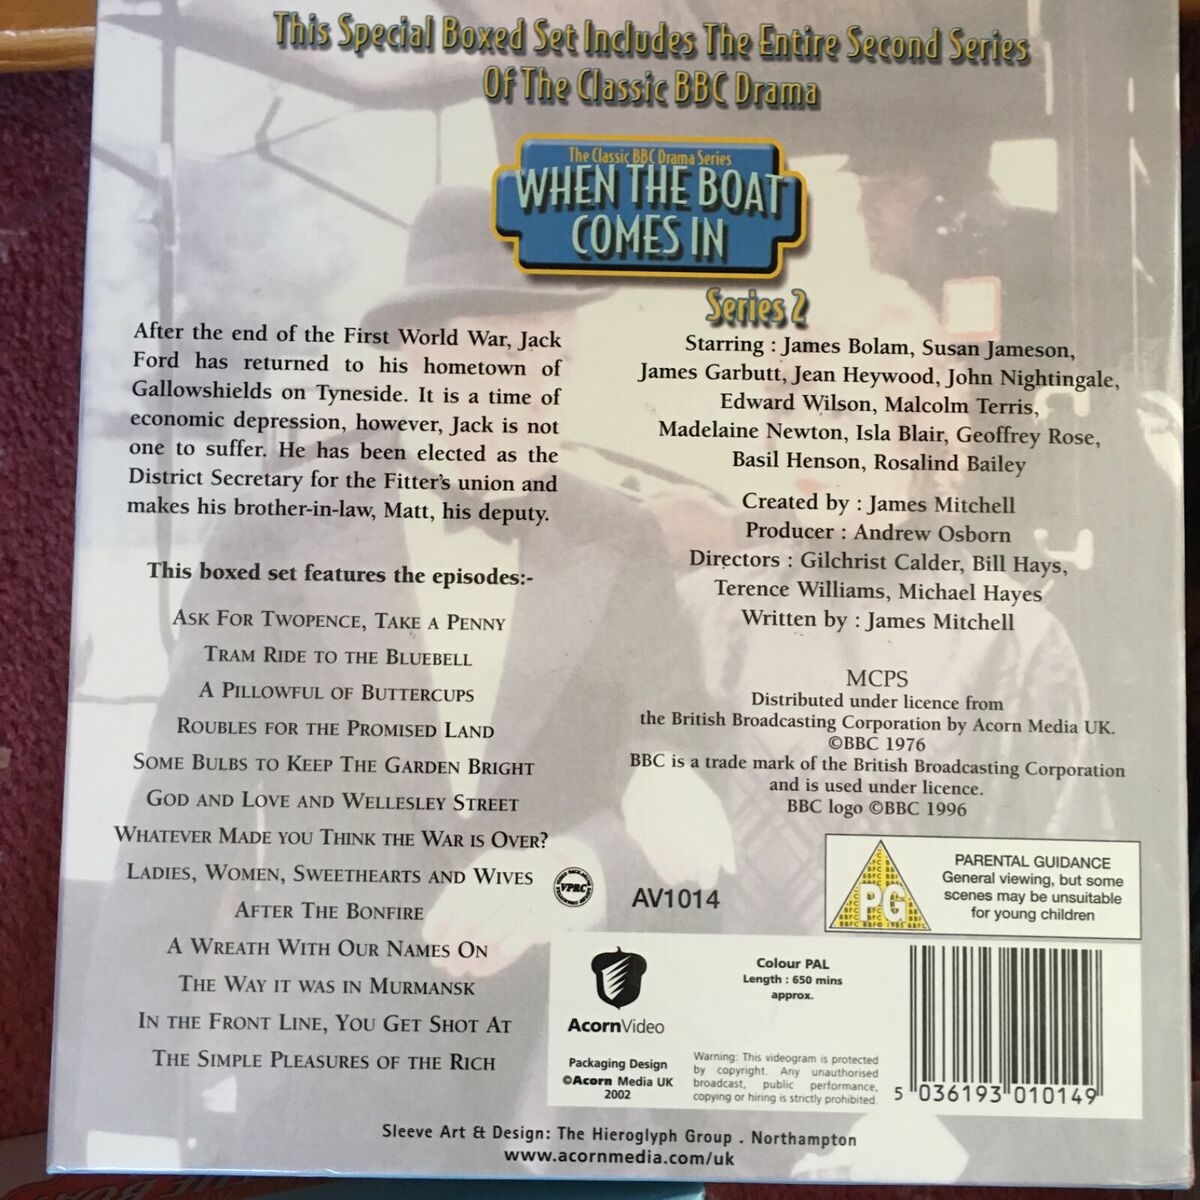 This Special Boxed Set Includes The Entire Second Series
Of The Classic BBC Drama
The Classic BBC Drama Series
WHEN THE BOAT
COMES IN
Series 2
After the end of the First World War, Jack
Ford has returned to his hometown of
Gallowshields on Tyneside. It is a time of
economic depression, however, Jack is not
one to suffer. He has been elected as the
District Secretary for the Fitter's union and
makes his brother-in-law, Matt, his deputy.
This boxed set features the episodes:-
ASK FOR TWOPENCE, TAKE A PENNY
TRAM RIDE TO THE BLUEBELL
A PILLOWFUL OF BUTTERCUPS
ROUBLES FOR THE PROMISED LAND
SOME BULBS TO KEEP THE GARDEN BRIGHT
GOD AND LOVE AND WELLESLEY STREET
WHATEVER MADE YOU THINK THE WAR IS OVER?
LADIES, WOMEN, SWEETHEARTS AND WIVES
AFTER THE BONFIRE
A WREATH WITH OUR NAMES ON
THE WAY IT WAS IN MURMANSK
IN THE FRONT LINE, YOU GET SHOT AT
THE SIMPLE PLEASURES OF THE RICH
Starring : James Bolam, Susan Jameson,
James Garbutt, Jean Heywood, John Nightingale,
Edward Wilson, Malcolm Terris,
Madelaine Newton, Isla Blair, Geoffrey Rose,
Basil Henson, Rosalind Bailey
Created by : James Mitchell
Producer : Andrew Osborn
Directors : Gilchrist Calder, Bill Hays,
Terence Williams, Michael Hayes
Written by : James Mitchell
MCPS
Distributed under licence from
the British Broadcasting Corporation by Acorn Media UK.
©BBC 1976
BBC is a trade mark of the British Broadcasting Corporation
and is used under licence.
BBC logo ©BBC 1996
VPRC
AV1014
PG
PARENTAL GUIDANCE
General viewing, but some
scenes may be unsuitable
for young children
AcornVideo
Packaging Design
©Acorn Media UK
2002
Colour PAL
Length : 650 mins
approx.
Warning: This videogram is protected
by copyright. Any unauthorised
broadcast, public performance,
copying or hiring is strictly prohibited.
5 036193 010149
Sleeve Art & Design: The Hieroglyph Group . Northampton
www.acornmedia.com/uk